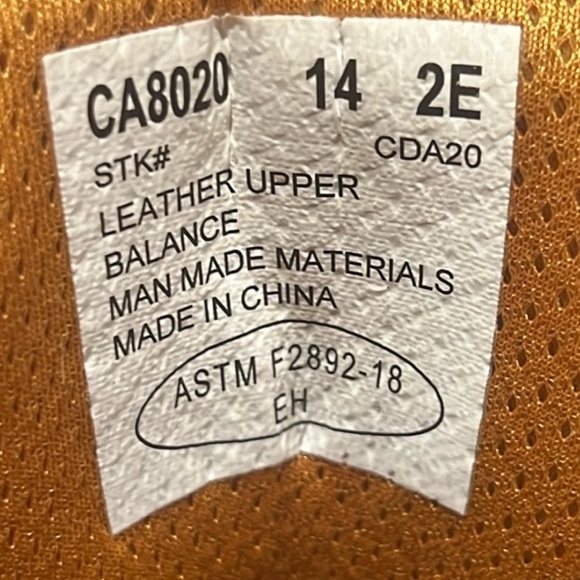 CA8020 14 2E
STK# CDA20
LEATHER UPPER
BALANCE
MAN MADE MATERIALS
MADE IN CHINA
ASTM F2892-18
EH